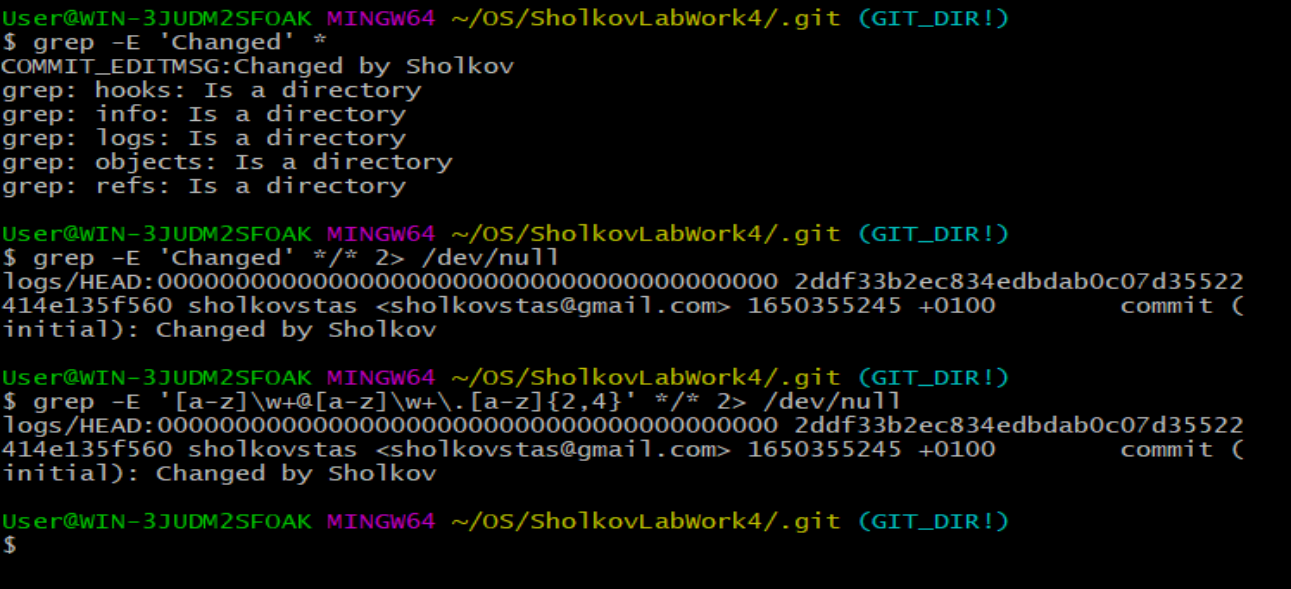 User@WIN-3JUDM2SFOAK MINGW64 ~/OS/SholkovLabWork4/.git (GIT_DIR!)
$ grep -E 'Changed' *
COMMIT_EDITMSG:Changed by Sholkov
grep: hooks: Is a directory
grep: info: Is a directory
grep: logs: Is a directory
grep: objects: Is a directory
grep: refs: Is a directory
User@WIN-3JUDM2SFOAK MINGW64 ~/OS/SholkovLabWork4/.git (GIT_DIR!)
$ grep -E 'Changed' */* 2> /dev/null
logs/HEAD:0000000000000000000000000000000000000000 2ddf33b2ec834edbdab0c07d35522
414e135f560 sholkovstas <sholkovstas@gmail.com> 1650355245 +0100        commit (
initial): Changed by Sholkov
User@WIN-3JUDM2SFOAK MINGW64 ~/OS/SholkovLabWork4/.git (GIT_DIR!)
$ grep -E '[a-z]\w+@[a-z]\w+\.[a-z]{2,4}' */* 2> /dev/null
logs/HEAD:0000000000000000000000000000000000000000 2ddf33b2ec834edbdab0c07d35522
414e135f560 sholkovstas <sholkovstas@gmail.com> 1650355245 +0100        commit (
initial): Changed by Sholkov
User@WIN-3JUDM2SFOAK MINGW64 ~/OS/SholkovLabWork4/.git (GIT_DIR!)
$